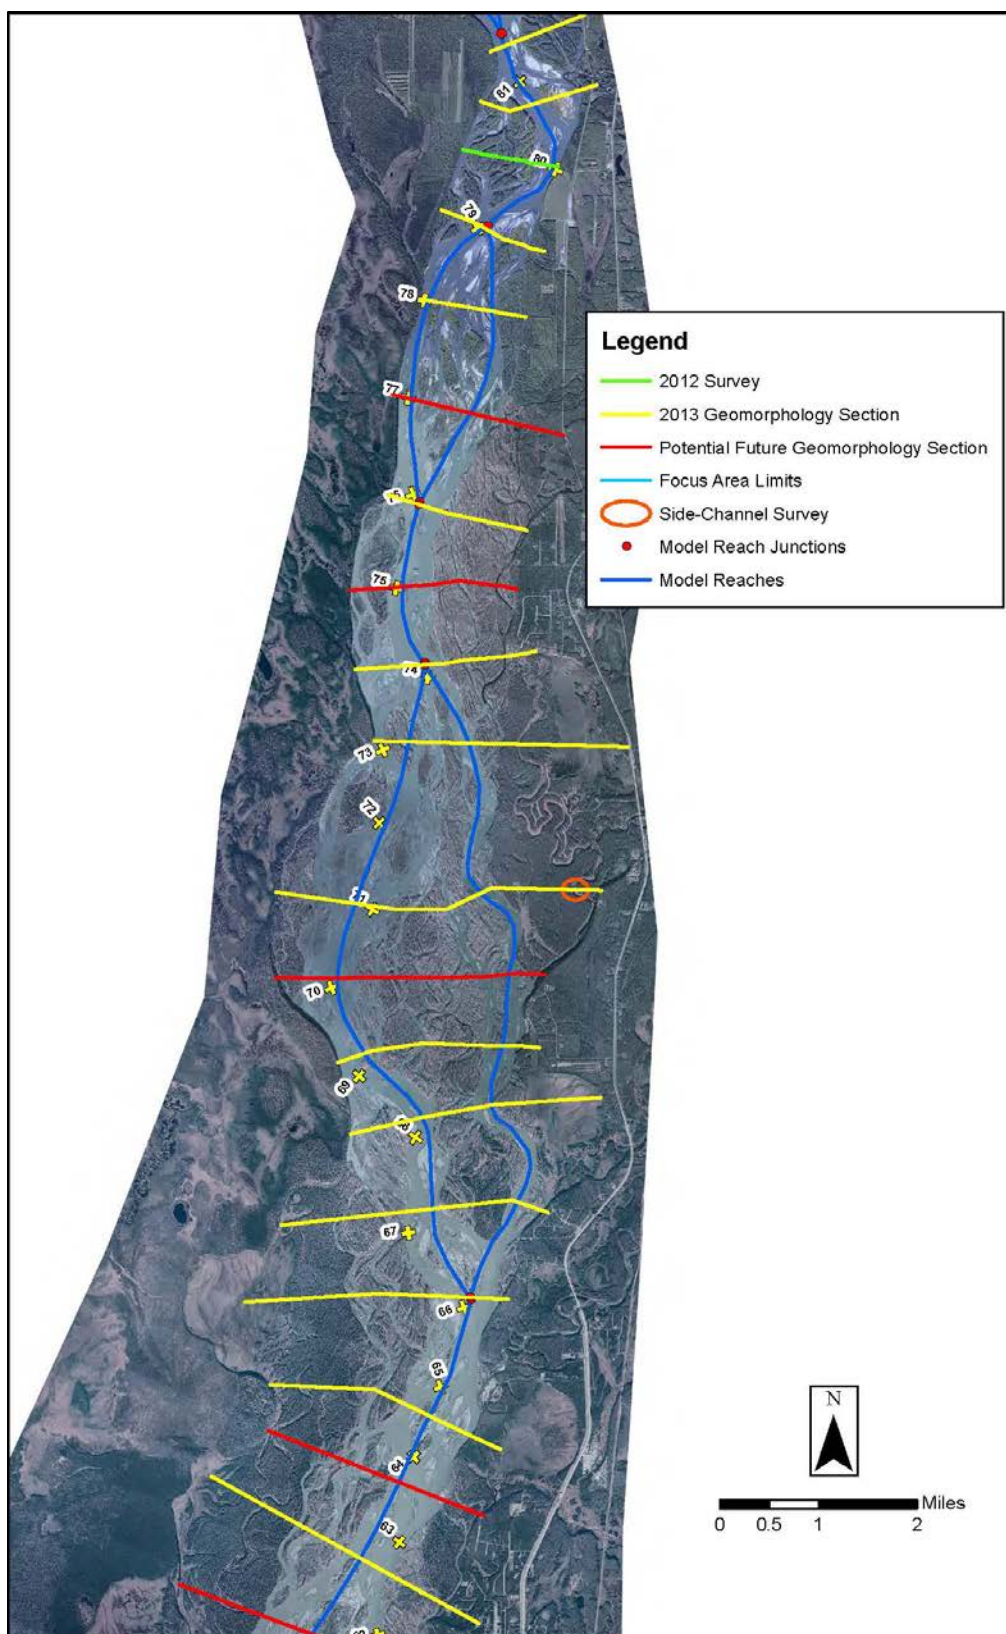 61
80
79
78
77
Legend
2012 Survey
2013 Geomorphology Section
Potential Future Geomorphology Section
Focus Area Limits
Side-Channel Survey
Model Reach Junctions
Model Reaches
75
74
73
72
70
69
67
66
65
64
63
N
Miles
0 0.5 1 2